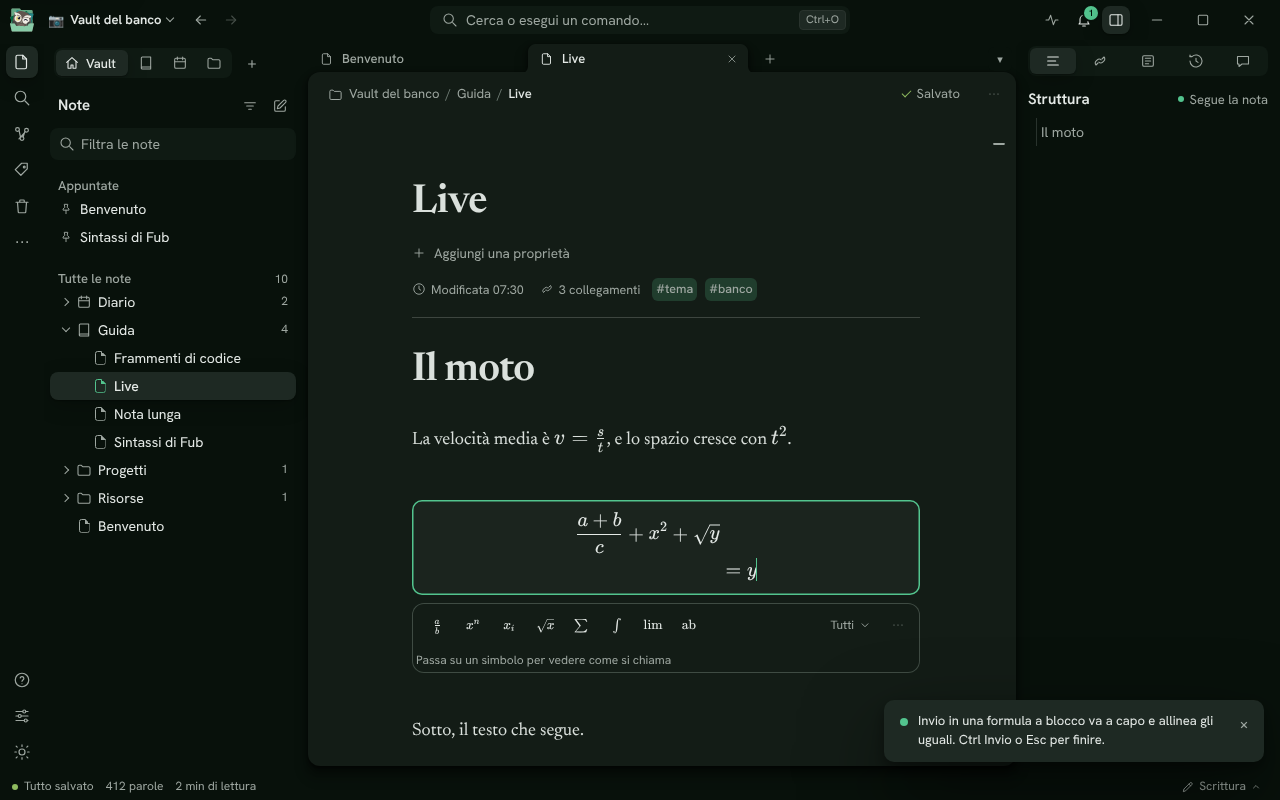 Vault del banco
Cerca o esegui un comando...
Ctrl+O
1
Vault
Benvenuto
Live
Note
Filtra le note
Appuntate
Benvenuto
Sintassi di Fub
Tutte le note 10
Diario 2
Guida 4
Frammenti di codice
Live
Nota lunga
Sintassi di Fub
Progetti 1
Risorse 1
Benvenuto
Vault del banco / Guida / Live
Salvato
Live
Aggiungi una proprietà
Modificata 07:30 3 collegamenti #tema #banco
Il moto
La velocità media è v = s/t, e lo spazio cresce con t².
(a + b)/c + x² + √y
= y
a/b xⁿ xᵢ √x ∑ ∫ lim ab Tutti
Passa su un simbolo per vedere come si chiama
Sotto, il testo che segue.
Struttura
Segue la nota
Il moto
Invio in una formula a blocco va a capo e allinea gli
uguali. Ctrl Invio o Esc per finire.
Tutto salvato 412 parole 2 min di lettura
Scrittura